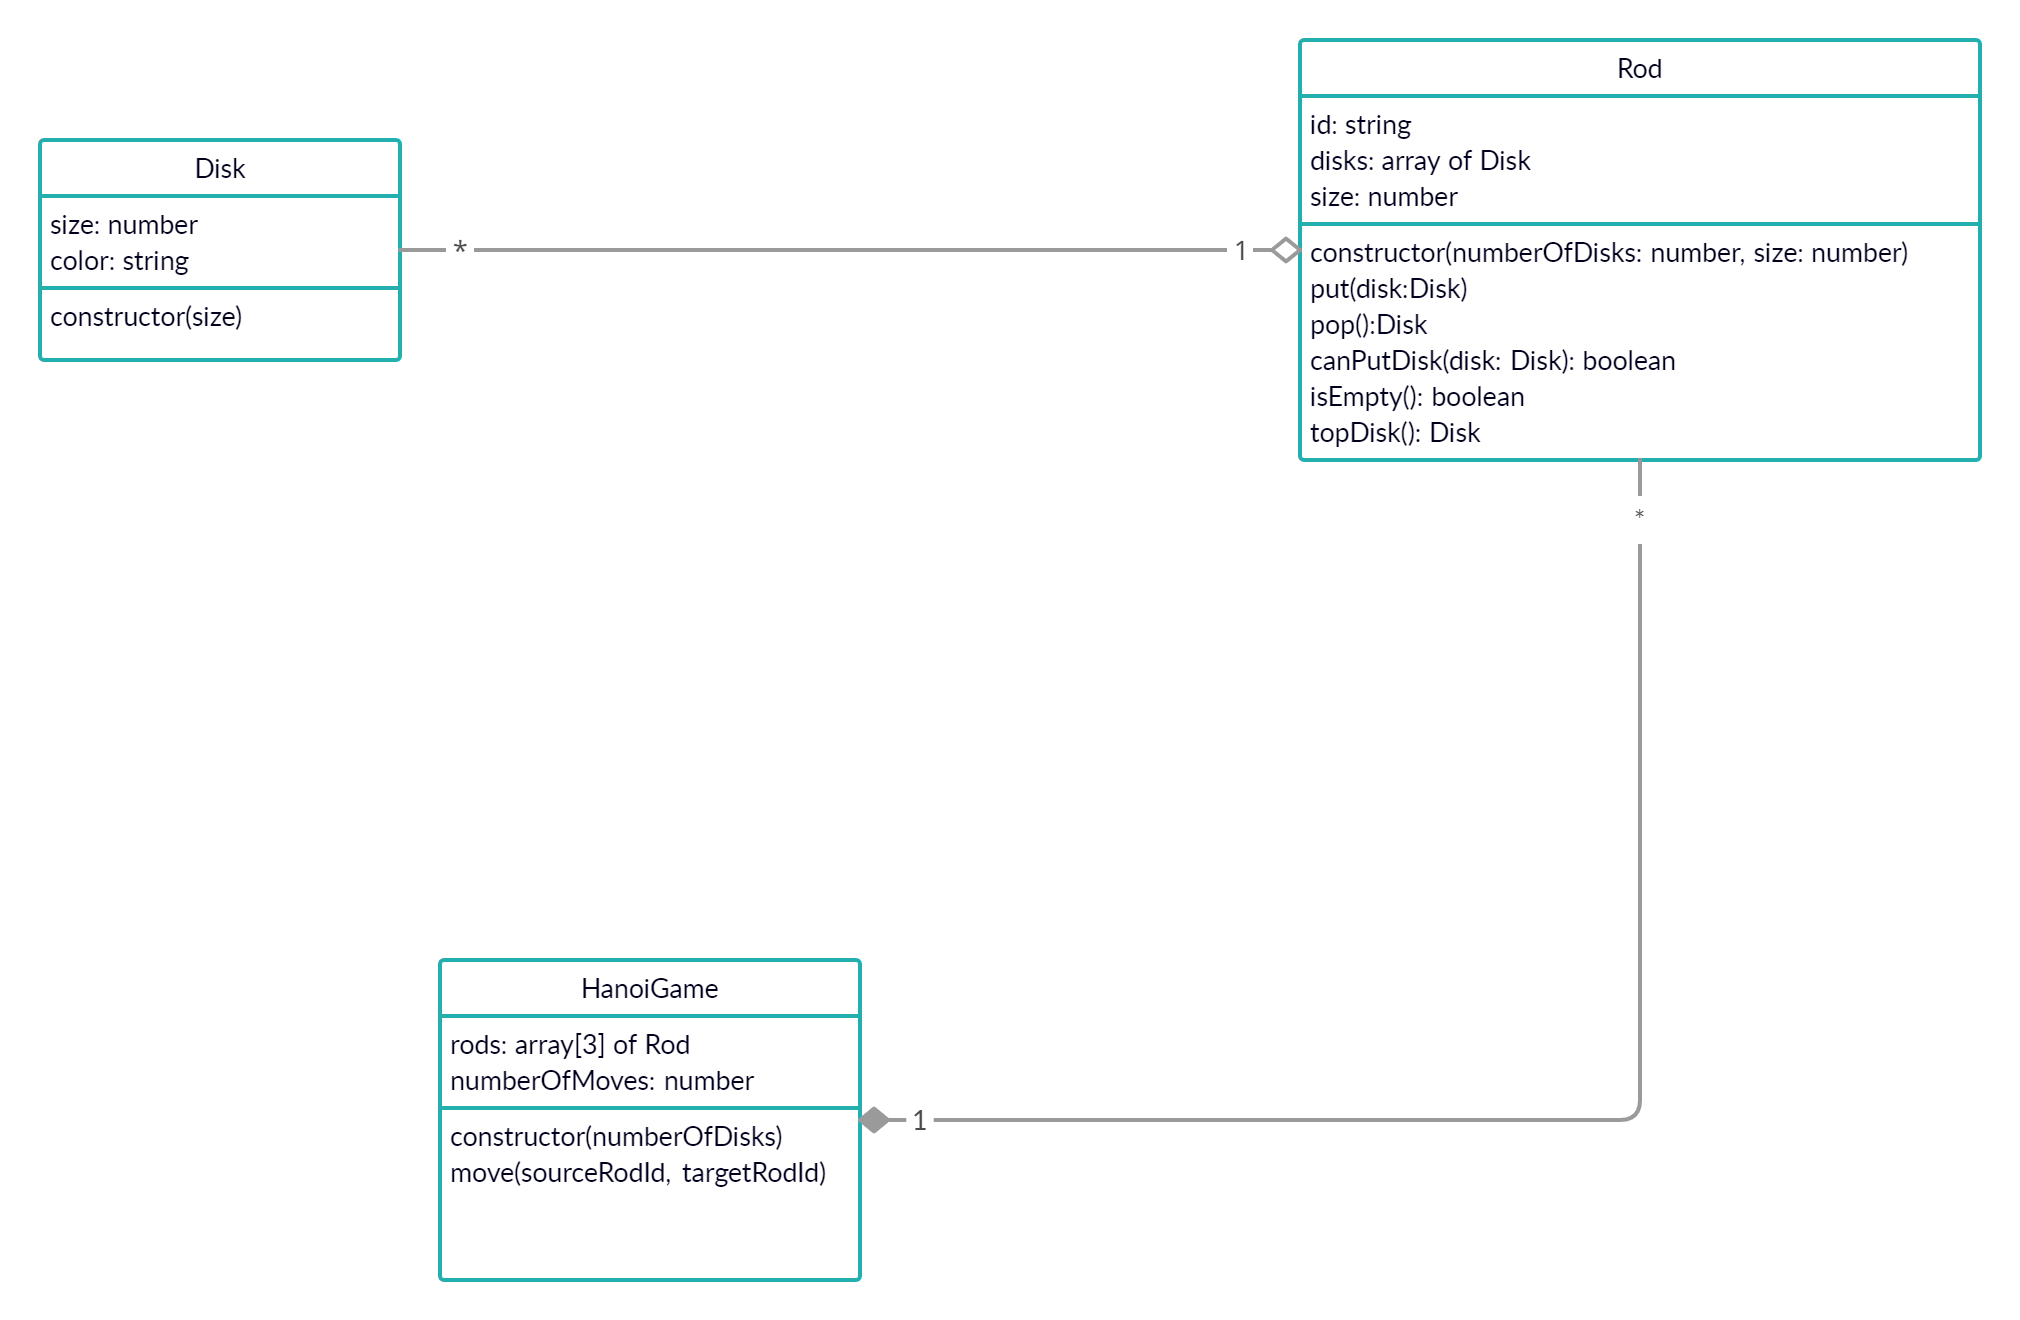 Disk
size: number
color: string
constructor(size)
*
1
Rod
id: string
disks: array of Disk
size: number
constructor(numberOfDisks: number, size: number)
put(disk:Disk)
pop():Disk
canPutDisk(disk: Disk): boolean
isEmpty(): boolean
topDisk(): Disk
*
HanoiGame
rods: array[3] of Rod
numberOfMoves: number
constructor(numberOfDisks)
move(sourceRodId, targetRodId)
1